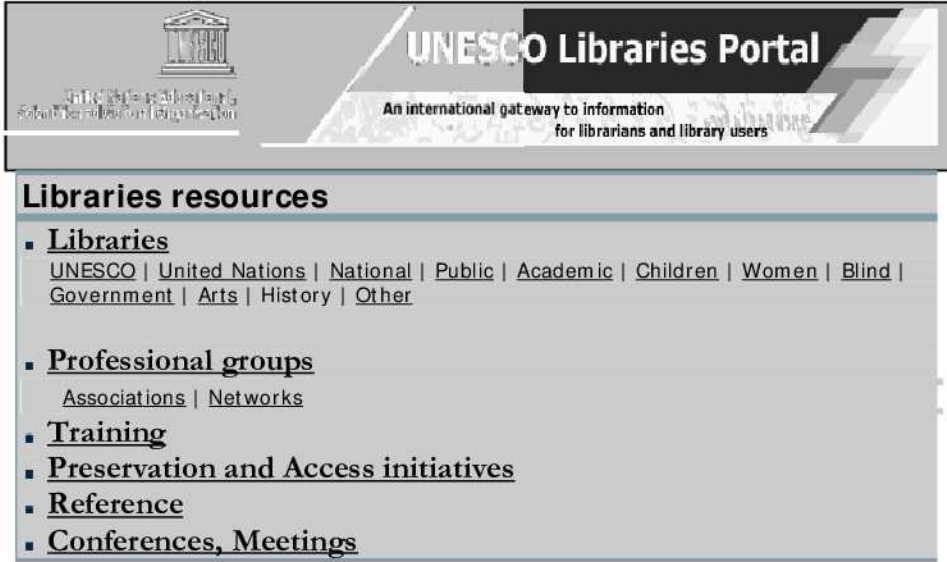 UNESCO
UNESCO Libraries Portal
An international gateway to information
for librarians and library users
Libraries resources
Libraries
UNESCO | United Nations | National | Public | Academic | Children | Women | Blind |
Government | Arts | History | Other
Professional groups
Associations | Networks
Training
Preservation and Access initiatives
Reference
Conferences, Meetings